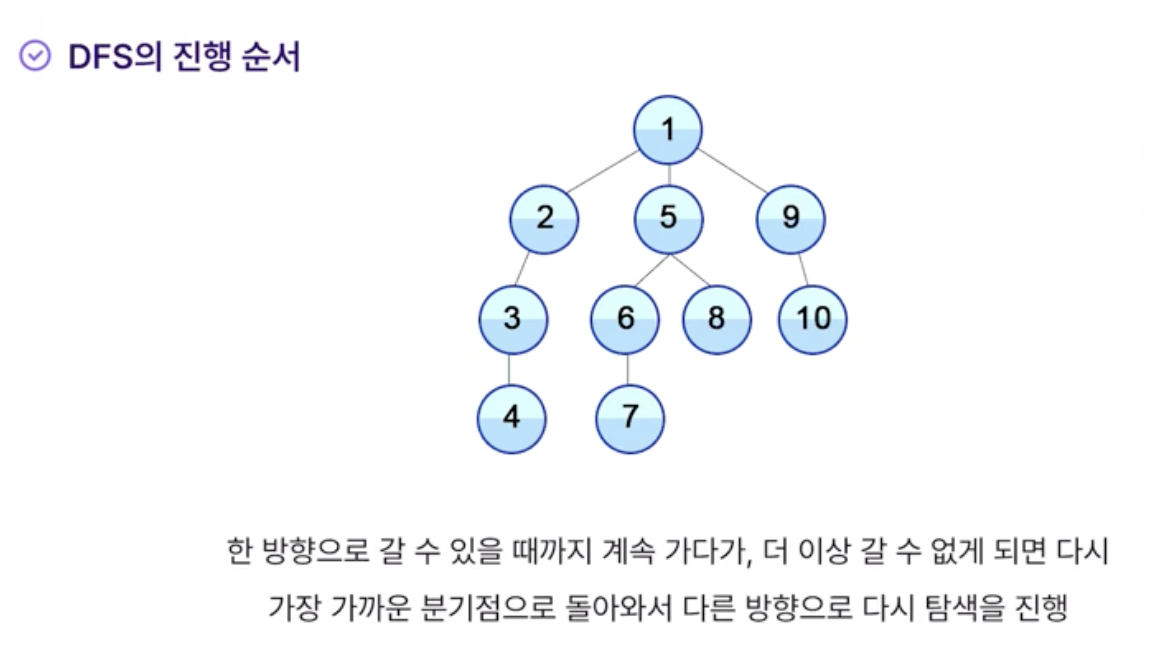 DFS의 진행 순서
1
2 5 9
3 6 8 10
4 7
한 방향으로 갈 수 있을 때까지 계속 가다가, 더 이상 갈 수 없게 되면 다시
가장 가까운 분기점으로 돌아와서 다른 방향으로 다시 탐색을 진행